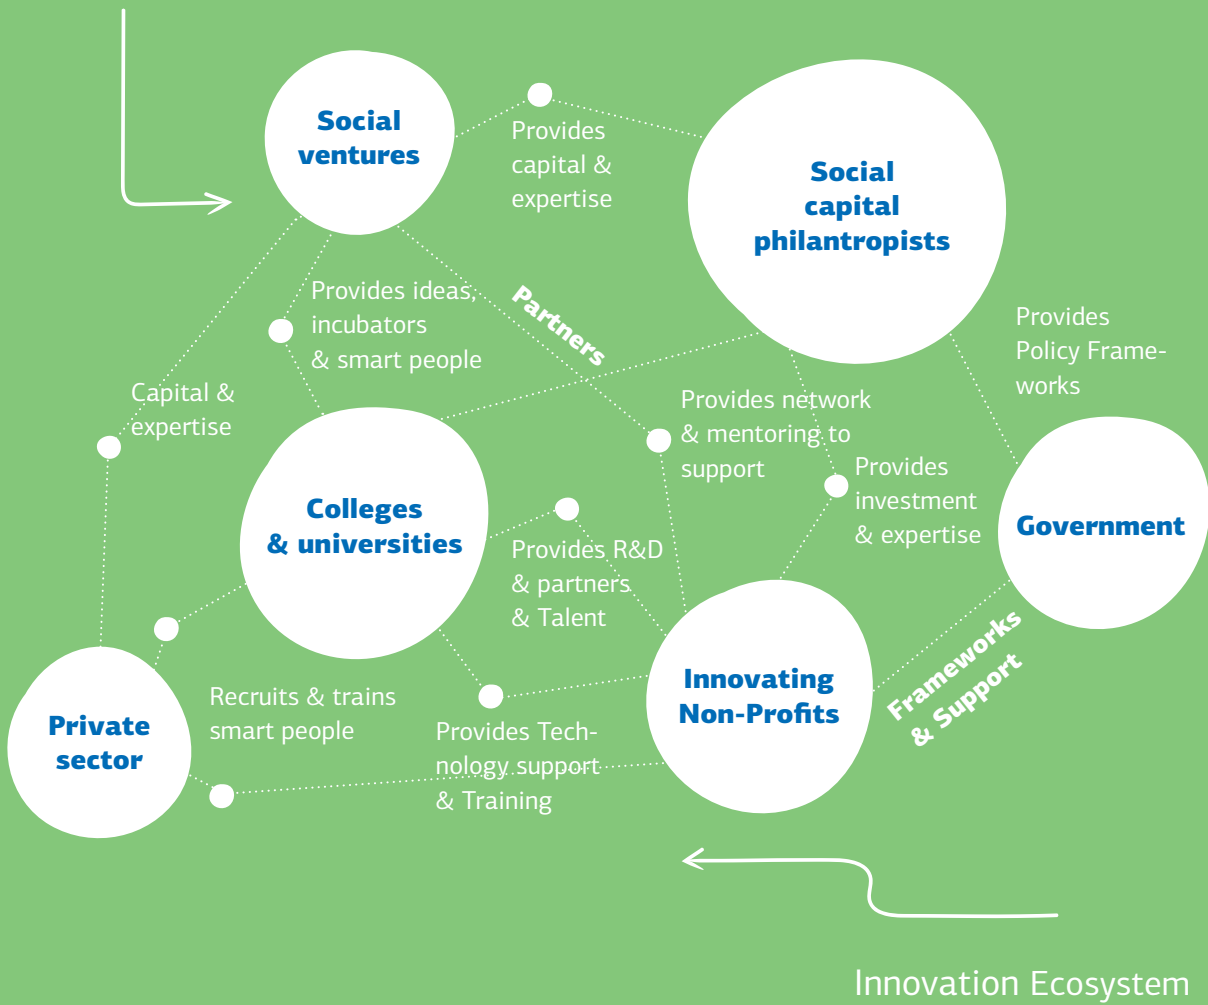 Social
ventures
Provides
capital &
expertise
Social
capital
philantropists
Provides ideas,
incubators
& smart people
Partners
Provides
Policy Frame-
works
Capital &
expertise
Provides network
& mentoring to
support
Provides
investment
& expertise
Colleges
& universities
Government
Provides R&D
& partners
& Talent
Frameworks
& Support
Innovating
Non-Profits
Recruits & trains
smart people
Private
sector
Provides Tech-
nology support
& Training
Innovation Ecosystem